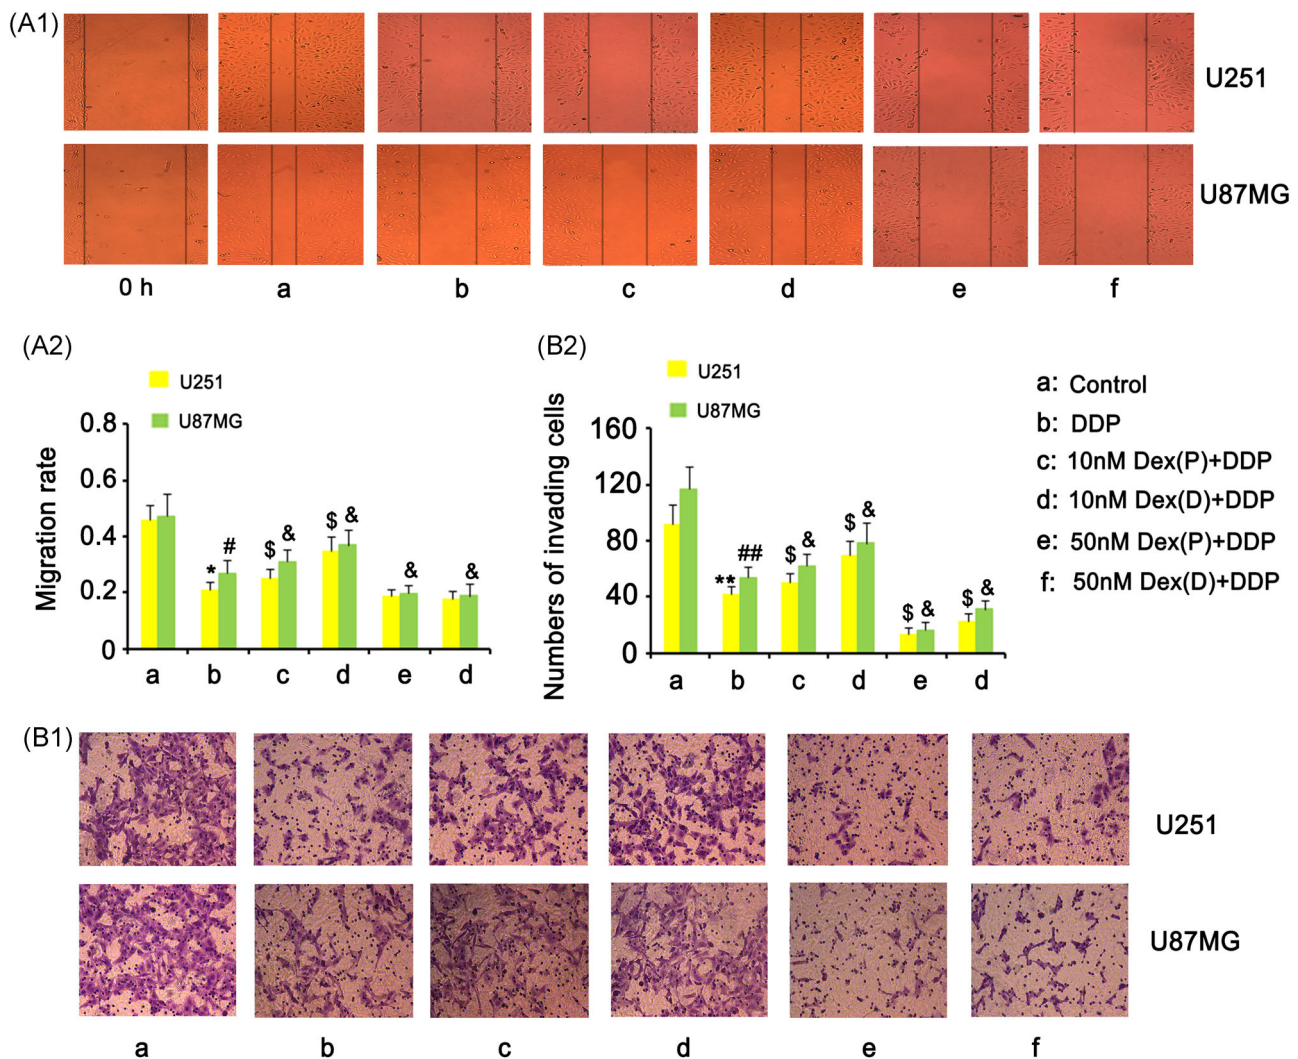 (A1)
U251
U87MG
0 h a b c d e f
(A2)
U251
U87MG
0.8
0.6
0.4
0.2
0
Migration rate
* # $ & $ & & &
a b c d e d
(B2)
U251
U87MG
160
120
80
40
0
Numbers of invading cells
** ## $ & $ & $ & $ &
a b c d e d
a: Control
b: DDP
c: 10nM Dex(P)+DDP
d: 10nM Dex(D)+DDP
e: 50nM Dex(P)+DDP
f: 50nM Dex(D)+DDP
(B1)
U251
U87MG
a b c d e f